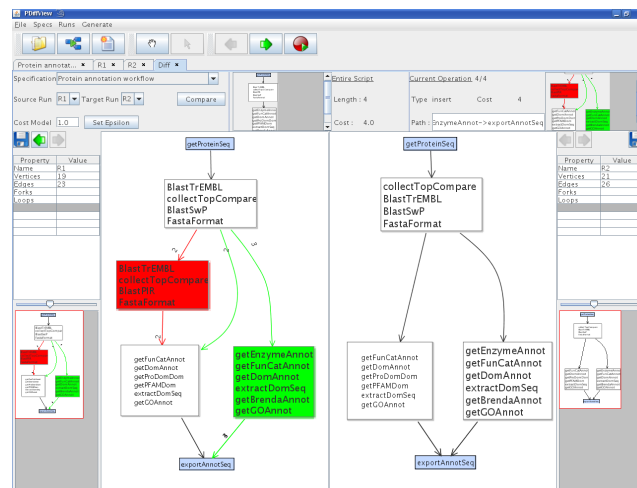 PDiffView
File Specs Runs Generate
Protein annotat... × R1 × R2 × Diff ×
Specification Protein annotation workflow
Source Run R1 Target Run R2 Compare
Cost Model 1.0 Set Epsilon
Entire Script
Length : 4
Cost : 4.0
Current Operation 4/4
Type insert Cost 4
Path : EnzymeAnnot->exportAnnotSeq
Property Value
Name R1
Vertices 19
Edges 23
Forks
Loops
getProteinSeq
BlastTrEMBL
collectTopCompare
BlastSwP
FastaFormat
2
2
3
BlastTrEMBL
collectTopCompare
BlastPIR
FastaFormat
2
getFunCatAnnot
getDomAnnot
getProDomDom
getPFAMDom
extractDomSeq
getGOAnnot
getEnzymeAnnot
getFunCatAnnot
getDomAnnot
extractDomSeq
getBrendaAnnot
getGOAnnot
exportAnnotSeq
getProteinSeq
collectTopCompare
BlastTrEMBL
BlastSwP
FastaFormat
getFunCatAnnot
getDomAnnot
getProDomDom
getPFAMDom
extractDomSeq
getGOAnnot
getEnzymeAnnot
getFunCatAnnot
getDomAnnot
extractDomSeq
getBrendaAnnot
getGOAnnot
exportAnnotSeq
Property Value
Name R2
Vertices 21
Edges 26
Forks
Loops